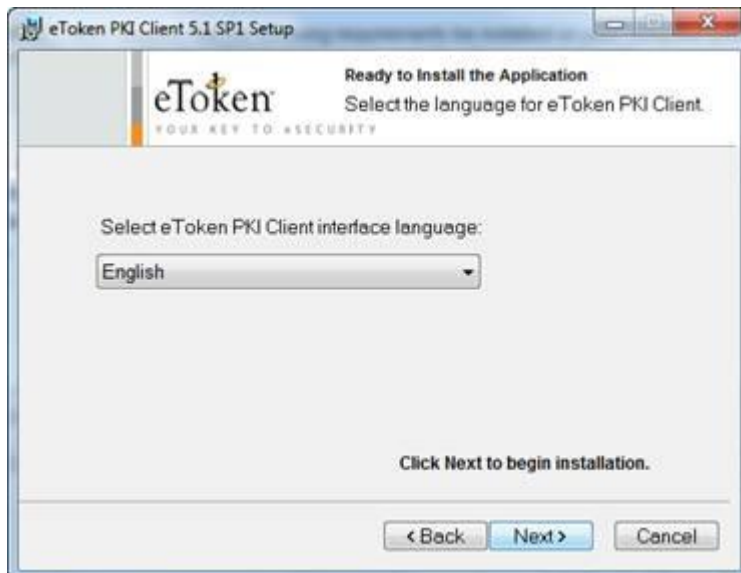 eToken PKI Client 5.1 SP1 Setup
Ready to Install the Application
eToken
Select the language for eToken PKI Client.
YOUR KEY TO eSECURITY
Select eToken PKI Client interface language:
English
Click Next to begin installation.
< Back
Next >
Cancel